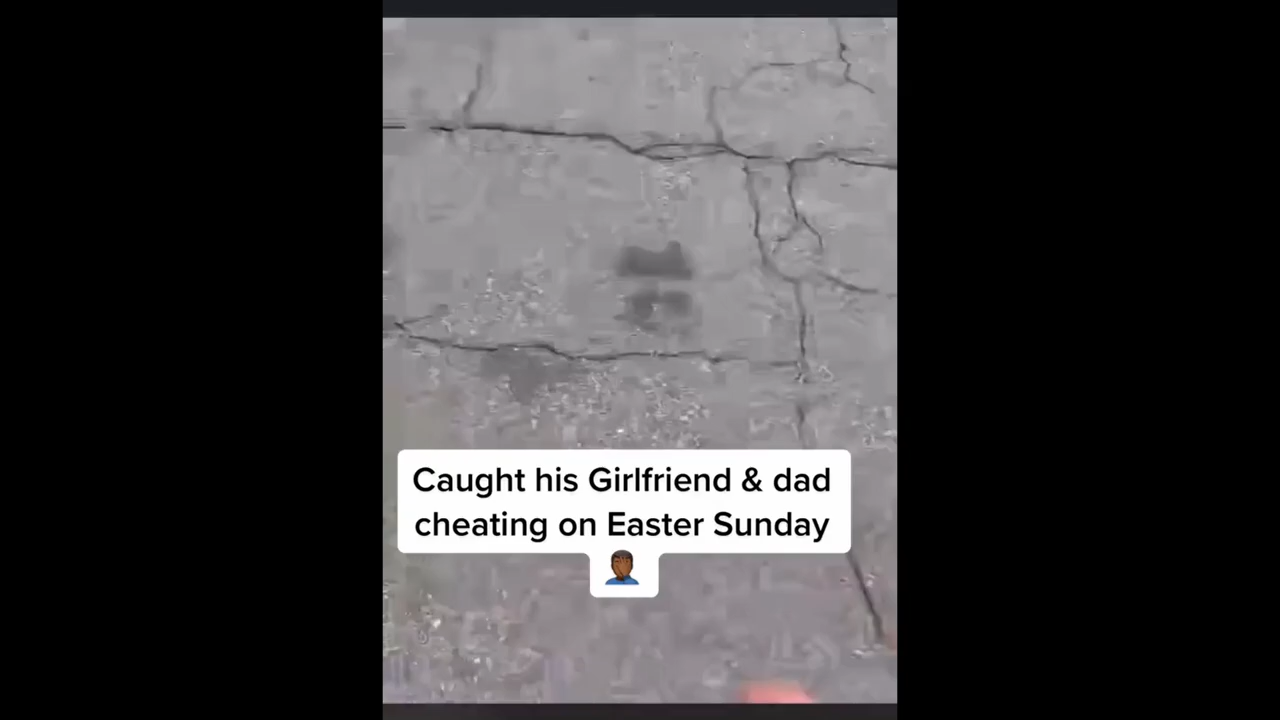 Caught his Girlfriend & dad
cheating on Easter Sunday
🤦🏾‍♂️